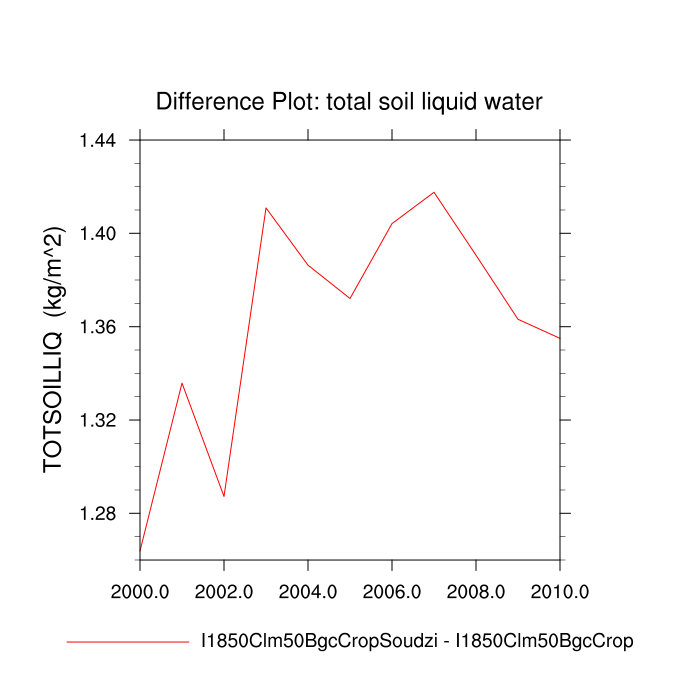 Difference Plot: total soil liquid water
TOTSOILLIQ (kg/m^2)
1.44
1.40
1.36
1.32
1.28
2000.0 2002.0 2004.0 2006.0 2008.0 2010.0
I1850Clm50BgcCropSoudzi - I1850Clm50BgcCrop